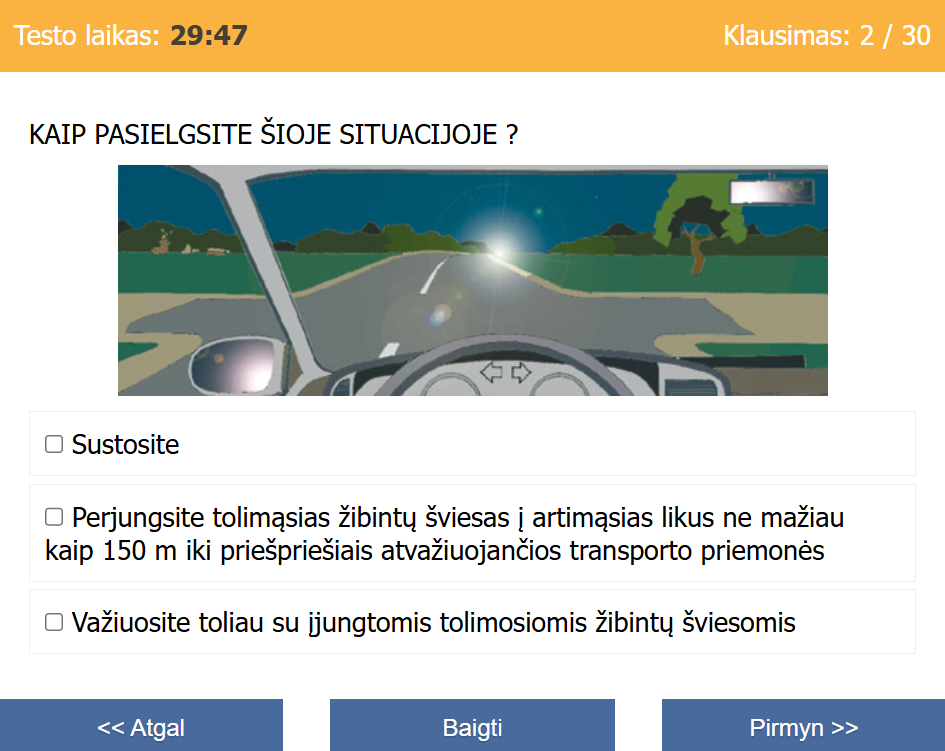 Testo laikas: 29:47
Klausimas: 2 / 30
KAIP PASIELGSITE ŠIOJE SITUACIJOJE ?
Sustosite
Perjungsite tolimąsias žibintų šviesas į artimąsias likus ne mažiau
kaip 150 m iki priešpriešiais atvažiuojančios transporto priemonės
Važiuosite toliau su įjungtomis tolimosiomis žibintų šviesomis
<< Atgal
Baigti
Pirmyn >>